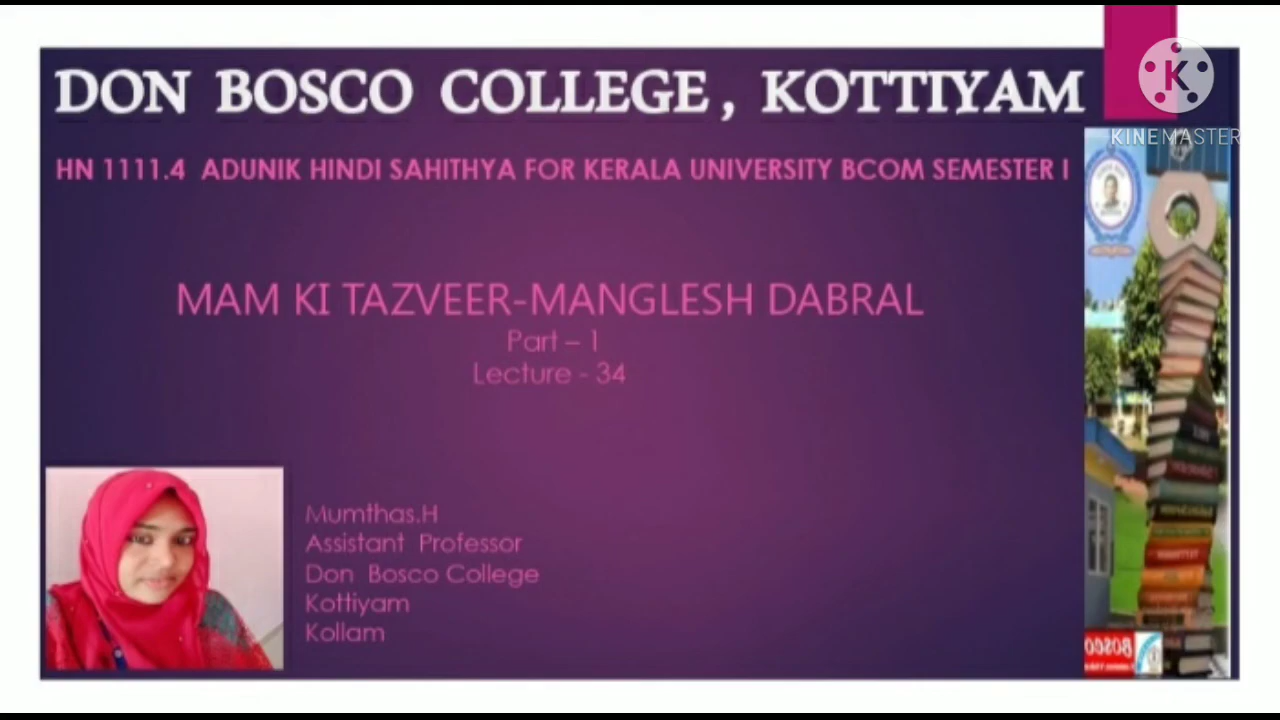 DON BOSCO COLLEGE, KOTTIYAM
KINEMASTER
HN 1111.4 ADUNIK HINDI SAHITHYA FOR KERALA UNIVERSITY BCOM SEMESTER I
MAM KI TAZVEER-MANGLESH DABRAL
Part – 1
Lecture - 34
Mumthas.H
Assistant Professor
Don Bosco College
Kottiyam
Kollam